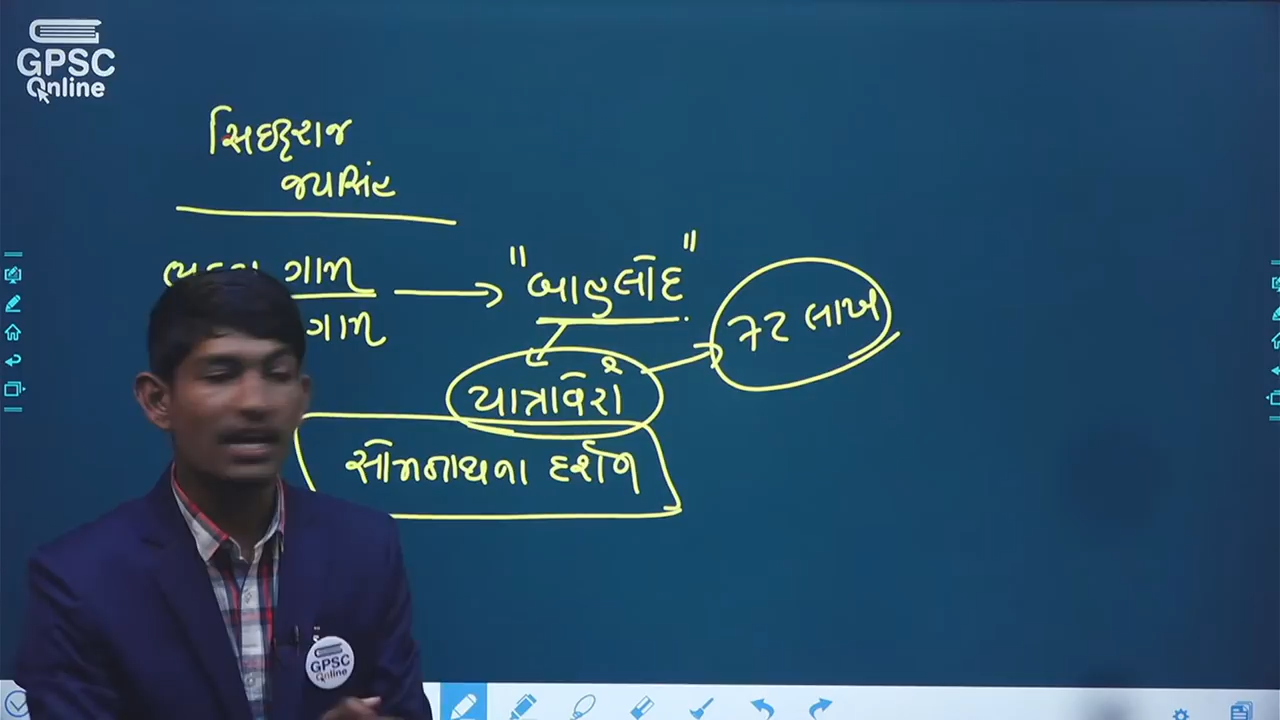 GPSC
Online
સિદ્ધરાજ
જયસિંહ
ગામ
"બાહુલોદ"
ગામ
૭૨ લાખ
યાત્રાવેરો
સોમનાથના દર્શન
GPSC
Online